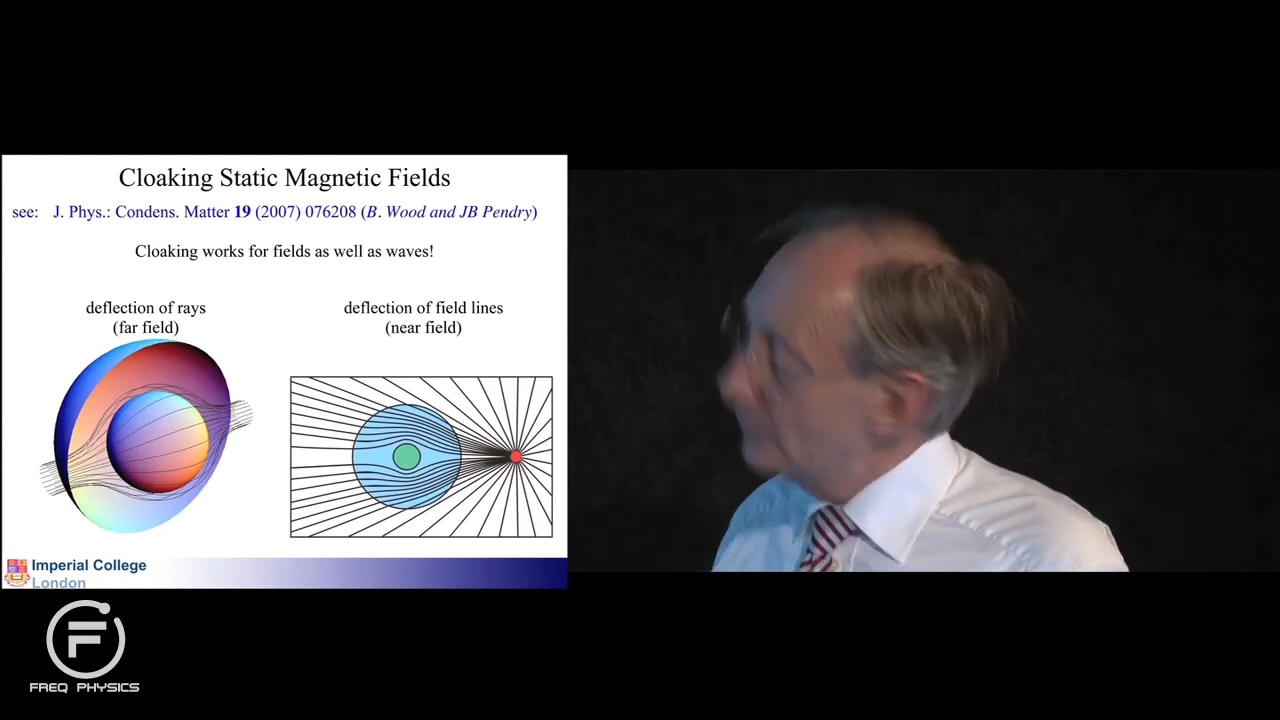 Cloaking Static Magnetic Fields
see: J. Phys.: Condens. Matter 19 (2007) 076208 (B. Wood and JB Pendry)
Cloaking works for fields as well as waves!
deflection of rays
(far field)
deflection of field lines
(near field)
Imperial College
London
FREQ PHYSICS